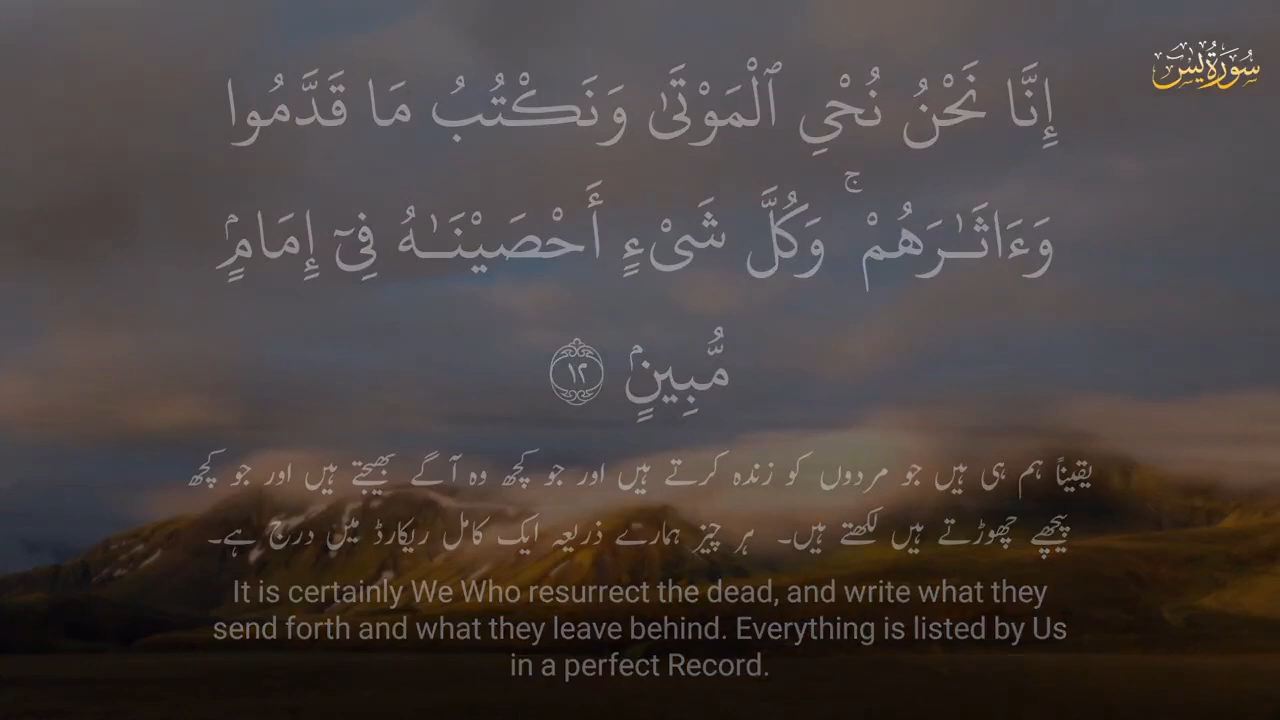 سُورَةُ يس
إِنَّا نَحْنُ نُحْىِ ٱلْمَوْتَىٰ وَنَكْتُبُ مَا قَدَّمُوا
وَءَاثَـٰرَهُمْ ۚ وَكُلَّ شَىْءٍ أَحْصَيْنَـٰهُ فِىٓ إِمَامٍۢ
مُّبِينٍۢ ١٢
یقیناً ہم ہی ہیں جو مردوں کو زندہ کرتے ہیں اور جو کچھ وہ آگے بھیجتے ہیں اور جو کچھ
پیچھے چھوڑتے ہیں لکھتے ہیں۔ ہر چیز ہمارے ذریعہ ایک کامل ریکارڈ میں درج ہے۔
It is certainly We Who resurrect the dead, and write what they
send forth and what they leave behind. Everything is listed by Us
in a perfect Record.